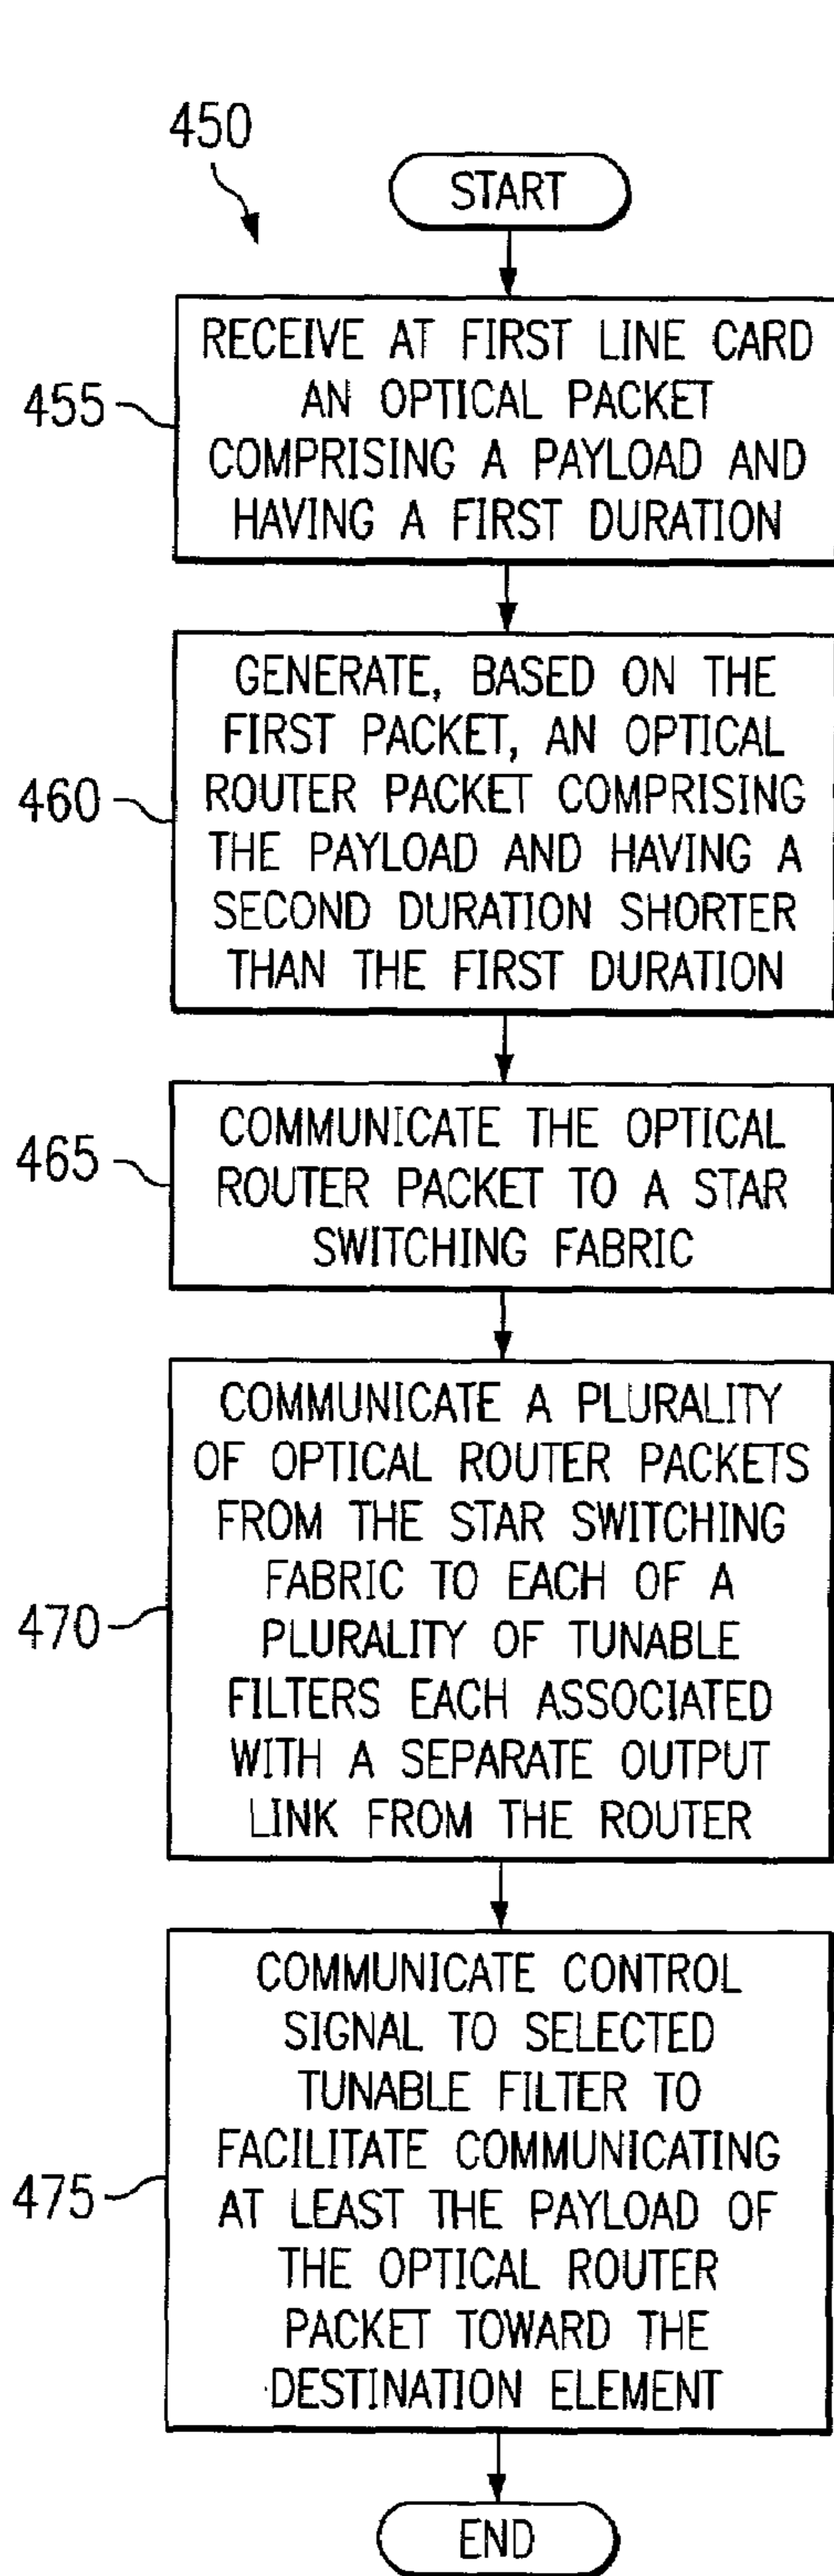 450
START
455
RECEIVE AT FIRST LINE CARD
AN OPTICAL PACKET
COMPRISING A PAYLOAD AND
HAVING A FIRST DURATION
460
GENERATE, BASED ON THE
FIRST PACKET, AN OPTICAL
ROUTER PACKET COMPRISING
THE PAYLOAD AND HAVING A
SECOND DURATION SHORTER
THAN THE FIRST DURATION
465
COMMUNICATE THE OPTICAL
ROUTER PACKET TO A STAR
SWITCHING FABRIC
470
COMMUNICATE A PLURALITY
OF OPTICAL ROUTER PACKETS
FROM THE STAR SWITCHING
FABRIC TO EACH OF A
PLURALITY OF TUNABLE
FILTERS EACH ASSOCIATED
WITH A SEPARATE OUTPUT
LINK FROM THE ROUTER
475
COMMUNICATE CONTROL
SIGNAL TO SELECTED
TUNABLE FILTER TO
FACILITATE COMMUNICATING
AT LEAST THE PAYLOAD OF
THE OPTICAL ROUTER
PACKET TOWARD THE
DESTINATION ELEMENT
END